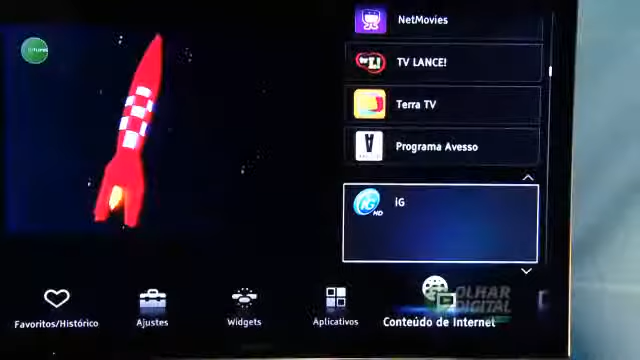 NetMovies
TV LANCE!
Terra TV
Programa Avesso
iG
HD
OLHAR
DIGITAL
Favoritos/Histórico
Ajustes
Widgets
Aplicativos
Conteúdo de Internet